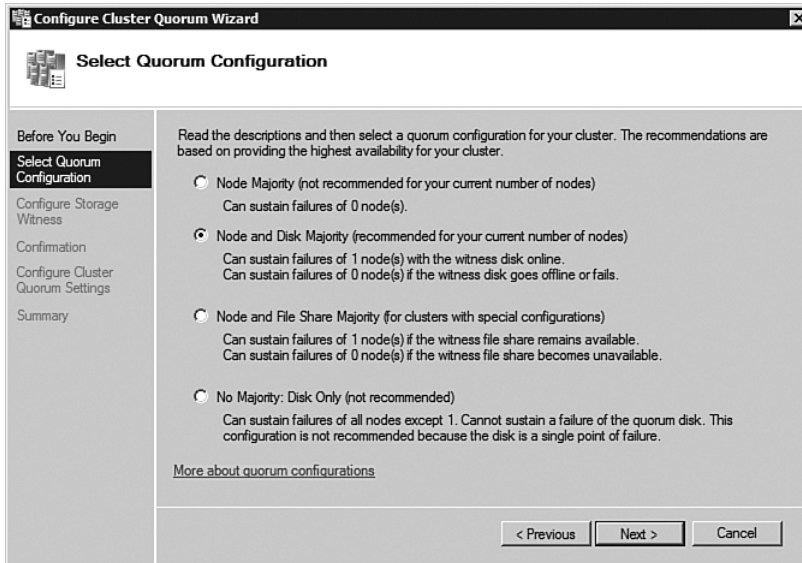 Configure Cluster Quorum Wizard
Select Quorum Configuration
Before You Begin
Select Quorum
Configuration
Configure Storage
Witness
Confirmation
Configure Cluster
Quorum Settings
Summary
Read the descriptions and then select a quorum configuration for your cluster. The recommendations are
based on providing the highest availability for your cluster.
Node Majority (not recommended for your current number of nodes)
Can sustain failures of 0 node(s).
Node and Disk Majority (recommended for your current number of nodes)
Can sustain failures of 1 node(s) with the witness disk online.
Can sustain failures of 0 node(s) if the witness disk goes offline or fails.
Node and File Share Majority (for clusters with special configurations)
Can sustain failures of 1 node(s) if the witness file share remains available.
Can sustain failures of 0 node(s) if the witness file share becomes unavailable.
No Majority: Disk Only (not recommended)
Can sustain failures of all nodes except 1. Cannot sustain a failure of the quorum disk. This
configuration is not recommended because the disk is a single point of failure.
More about quorum configurations
< Previous
Next >
Cancel